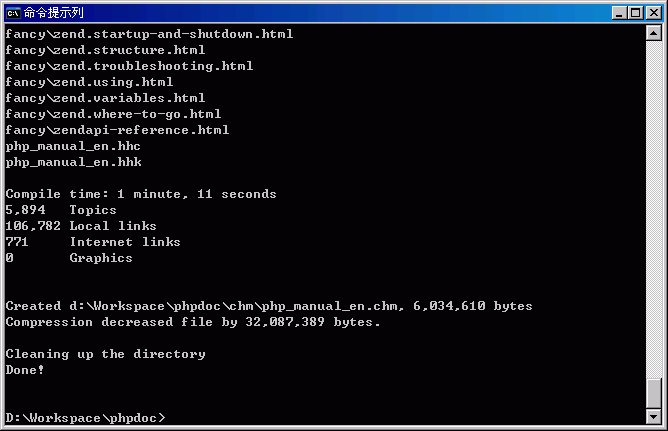 命令提示列
fancy\zend.startup-and-shutdown.html
fancy\zend.structure.html
fancy\zend.troubleshooting.html
fancy\zend.using.html
fancy\zend.variables.html
fancy\zend.where-to-go.html
fancy\zendapi-reference.html
php_manual_en.hhc
php_manual_en.hhk
Compile time: 1 minute, 11 seconds
5,894   Topics
106,782 Local links
771     Internet links
0       Graphics
Created d:\Workspace\phpdoc\chm\php_manual_en.chm, 6,034,610 bytes
Compression decreased file by 32,087,389 bytes.
Cleaning up the directory
Done!
D:\Workspace\phpdoc>